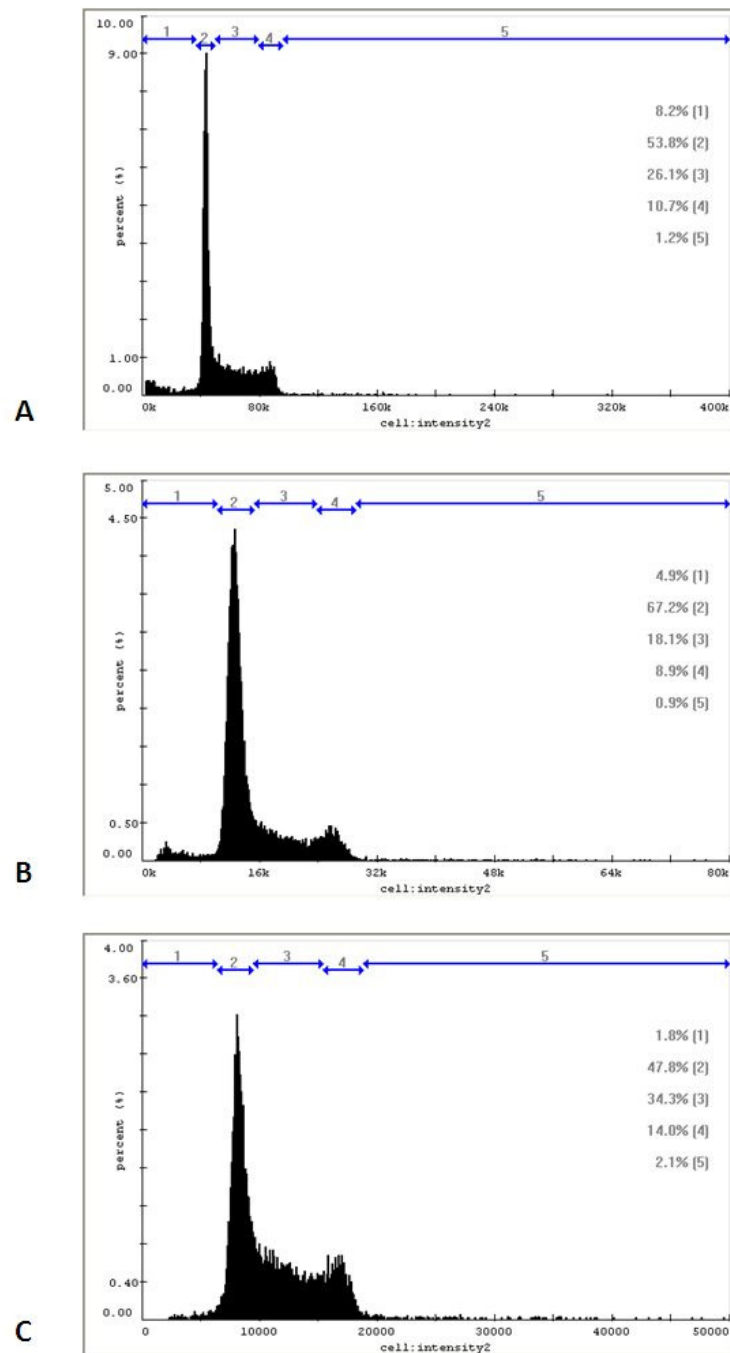 10.00
1 2 3 4 5
9.00
8.2% (1)
53.8% (2)
26.1% (3)
10.7% (4)
1.2% (5)
percent (%)
1.00
0.00
0k 80k 160k 240k 320k 400k
cell:intensity2
A
5.00
1 2 3 4 5
4.50
4.9% (1)
67.2% (2)
18.1% (3)
8.9% (4)
0.9% (5)
percent (%)
0.50
0.00
0k 16k 32k 48k 64k 80k
cell:intensity2
B
4.00
1 2 3 4 5
3.60
1.8% (1)
47.8% (2)
34.3% (3)
14.0% (4)
2.1% (5)
percent (%)
0.40
0.00
0 10000 20000 30000 40000 50000
cell:intensity2
C